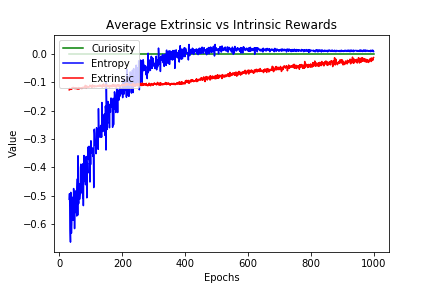 Average Extrinsic vs Intrinsic Rewards
Curiosity
Entropy
Extrinsic
0.0
−0.1
−0.2
−0.3
−0.4
−0.5
−0.6
Value
0
200
400
600
800
1000
Epochs